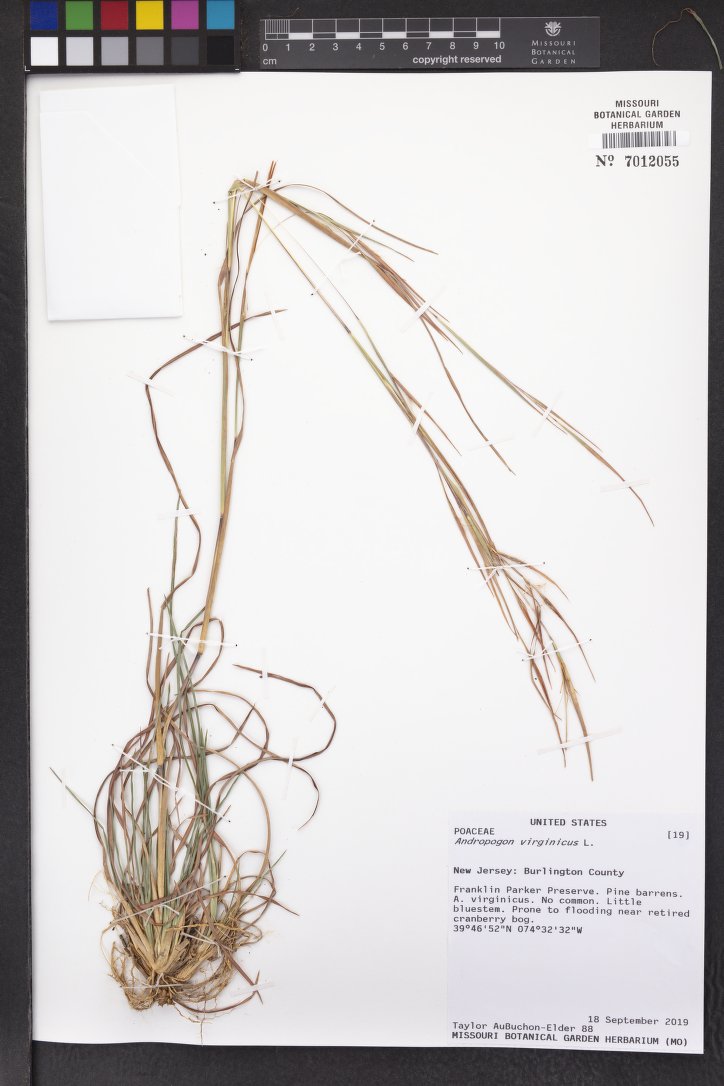 0 1 2 3 4 5 6 7 8 9 10
cm
copyright reserved
MISSOURI
BOTANICAL
GARDEN
MISSOURI
BOTANICAL GARDEN
HERBARIUM
Nº 7012055
UNITED STATES
POACEAE [19]
Andropogon virginicus L.
New Jersey: Burlington County
Franklin Parker Preserve. Pine barrens.
A. virginicus. No common. Little
bluestem. Prone to flooding near retired
cranberry bog.
39°46'52"N 074°32'32"W
18 September 2019
Taylor AuBuchon-Elder 88
MISSOURI BOTANICAL GARDEN HERBARIUM (MO)